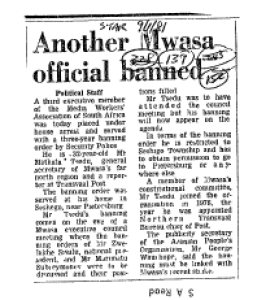 STAR 9/1/81
Another Mwasa
official banned
Political Staff
A third executive member
of the Media Workers'
Association of South Africa
was today placed under
house arrest and served
with a three-year banning
order by Security Police.
He is 32-year-old Mr
Mathata Tsedu, general
secretary of Mwasa's far
north region and a repor-
ter at Transvaal Post
The banning order was
served at his home in
Seshego, near Pietersburg
Mr Tsedu's banning
comes on the eve of a
Mwasa executive council
meeting where the ban-
ning orders of Mr Zwe-
lakhe Sisulu, national pre-
sident, and Mr Marimutu
Subramoney were to be
discussed and their posi-
tions filled
Mr Tsedu was to have
attended the council
meeting but his banning
will now appear on the
agenda
In terms of the banning
order he is restricted to
Seshego Township and has
to obtain permission to go
to Pietersburg or any-
where else
A member of Mwasa's
constitutional committee,
Mr Tsedu joined the or-
ganisation in 1978, the
year he was appointed
northern Transvaal
Bureau chief of Post.
The publicity secretary
of the Azanian People's
Organisation, Mr George
Wauchope, said the ban-
ning must be linked with
Mwasa's recent strike.
S A Read